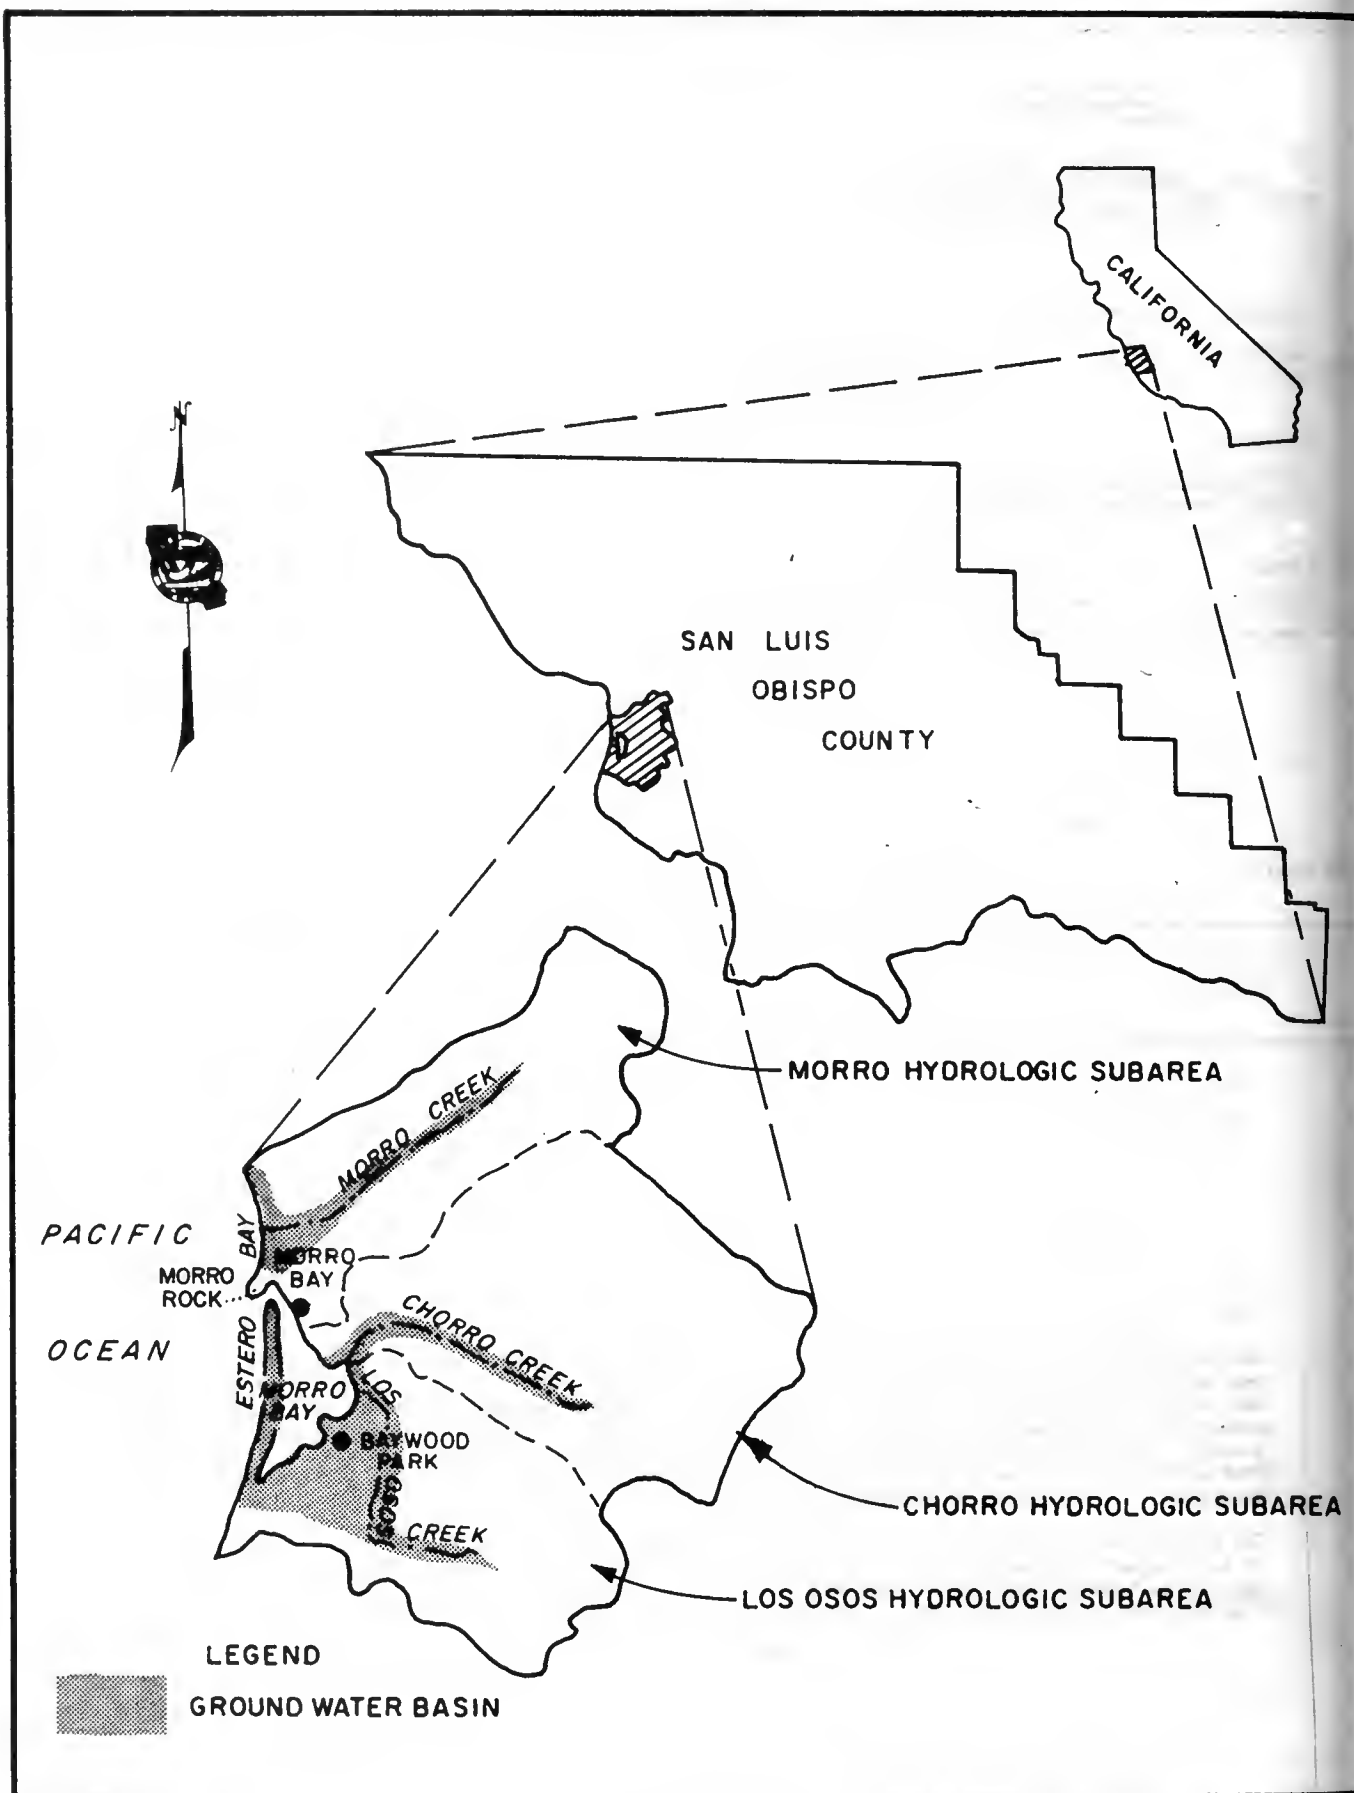 CALIFORNIA
N
SAN LUIS
OBISPO
COUNTY
MORRO HYDROLOGIC SUBAREA
MORRO CREEK
PACIFIC
OCEAN
ESTERO BAY
MORRO
BAY
MORRO
ROCK
CHORRO CREEK
MORRO
BAY
LOS OSOS CREEK
BAYWOOD
PARK
CHORRO HYDROLOGIC SUBAREA
LOS OSOS HYDROLOGIC SUBAREA
LEGEND
GROUND WATER BASIN